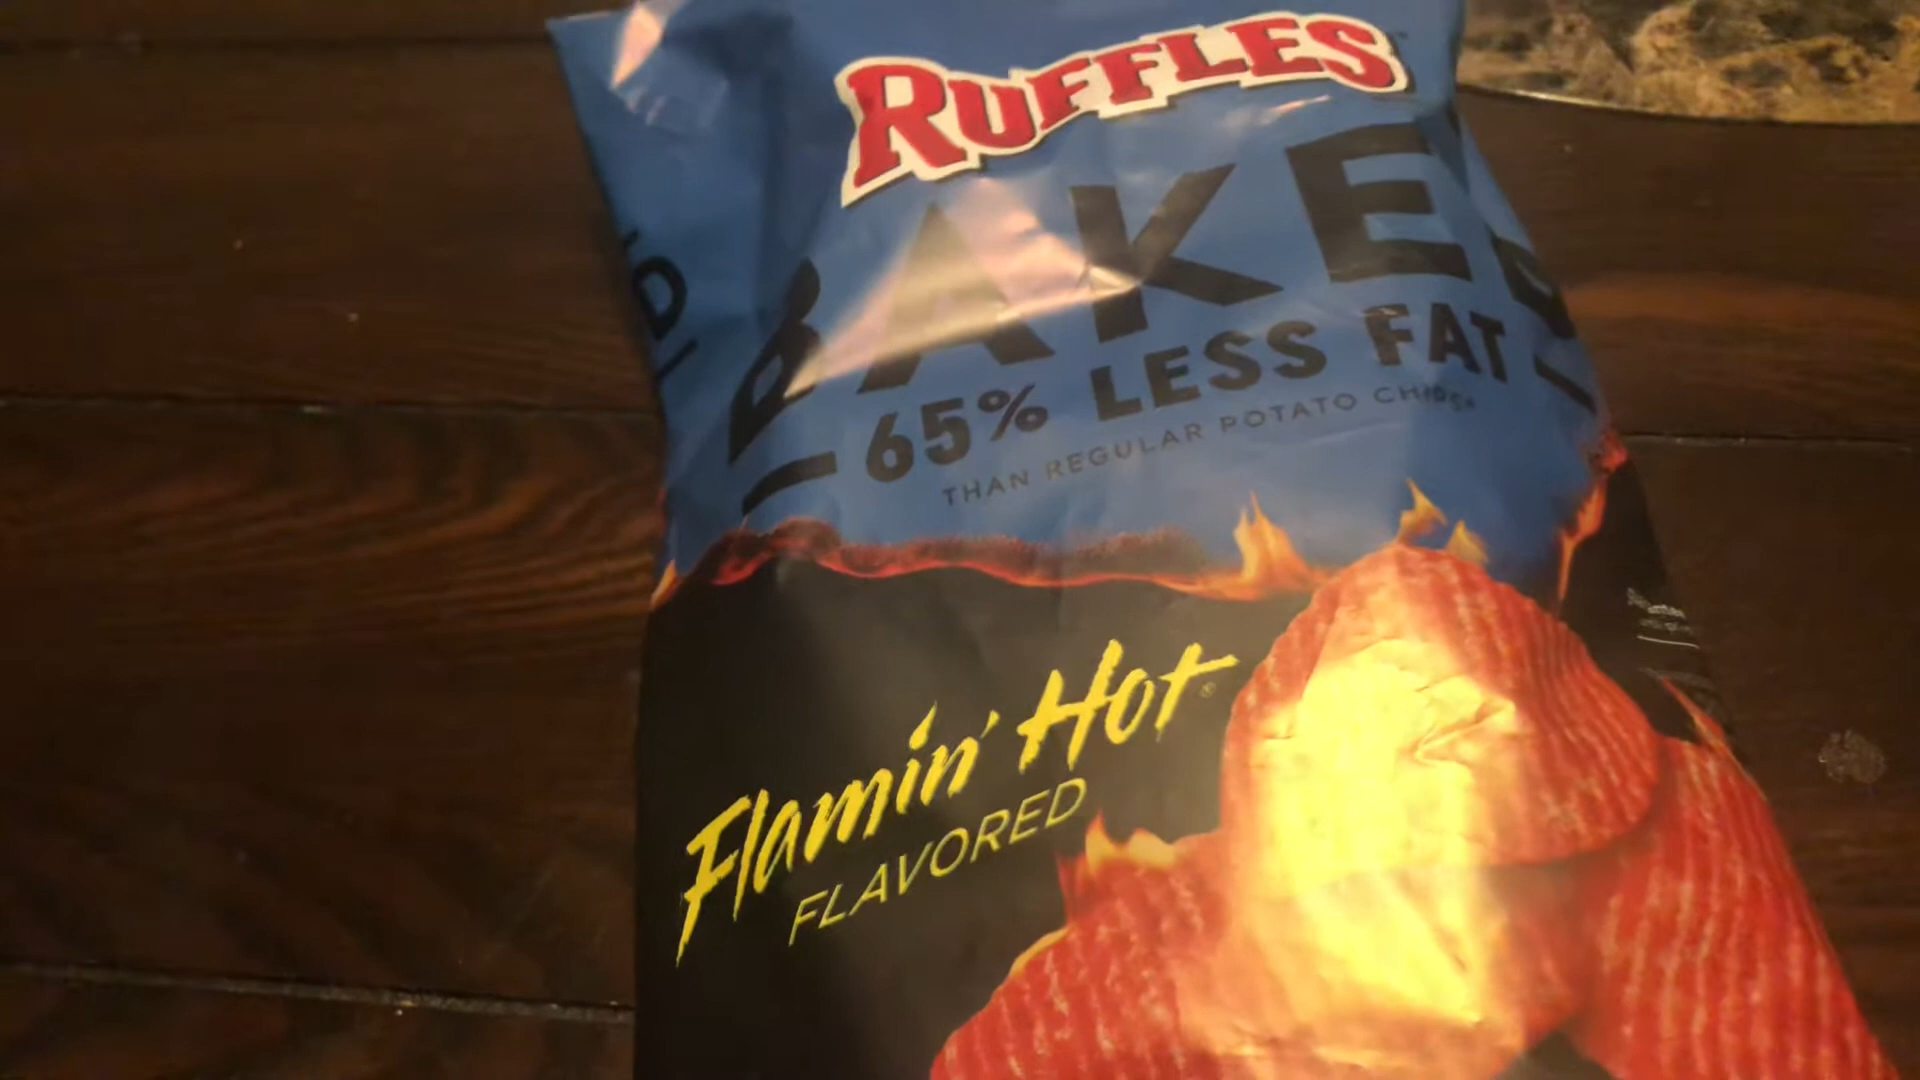 RUFFLES
BAKED
65% LESS FAT
THAN REGULAR POTATO CHIPS*
Flamin' Hot®
FLAVORED